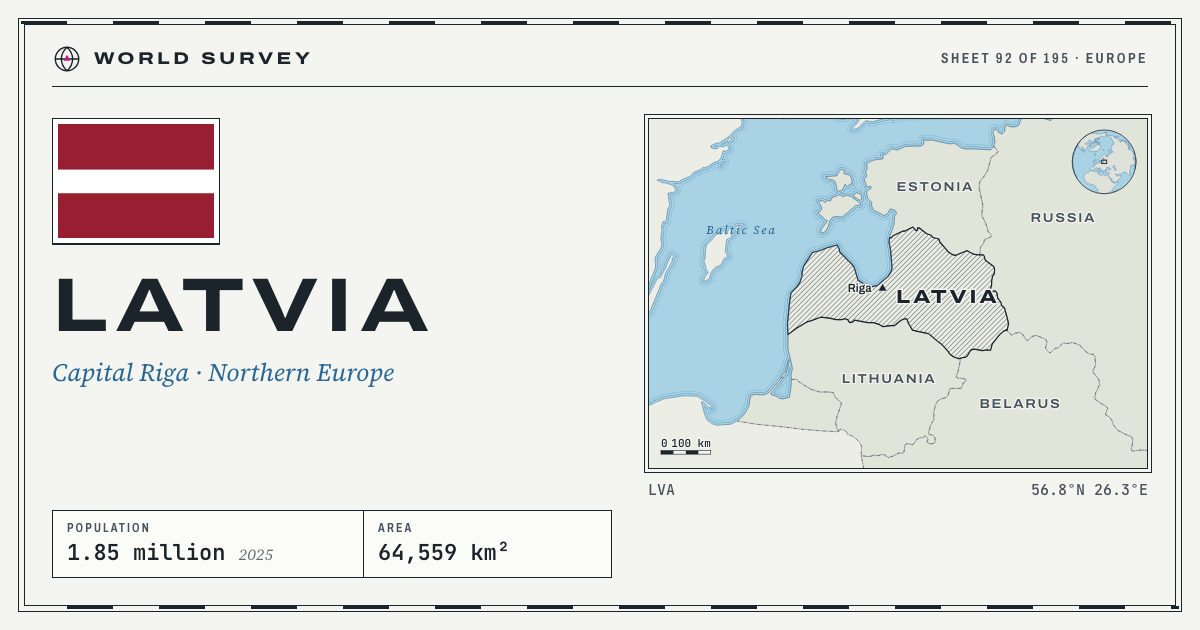 WORLD SURVEY
SHEET 92 OF 195 · EUROPE
LATVIA
Capital Riga · Northern Europe
POPULATION
1.85 million 2025
AREA
64,559 km²
ESTONIA
RUSSIA
Baltic Sea
Riga
LATVIA
LITHUANIA
BELARUS
0 100 km
LVA
56.8°N 26.3°E